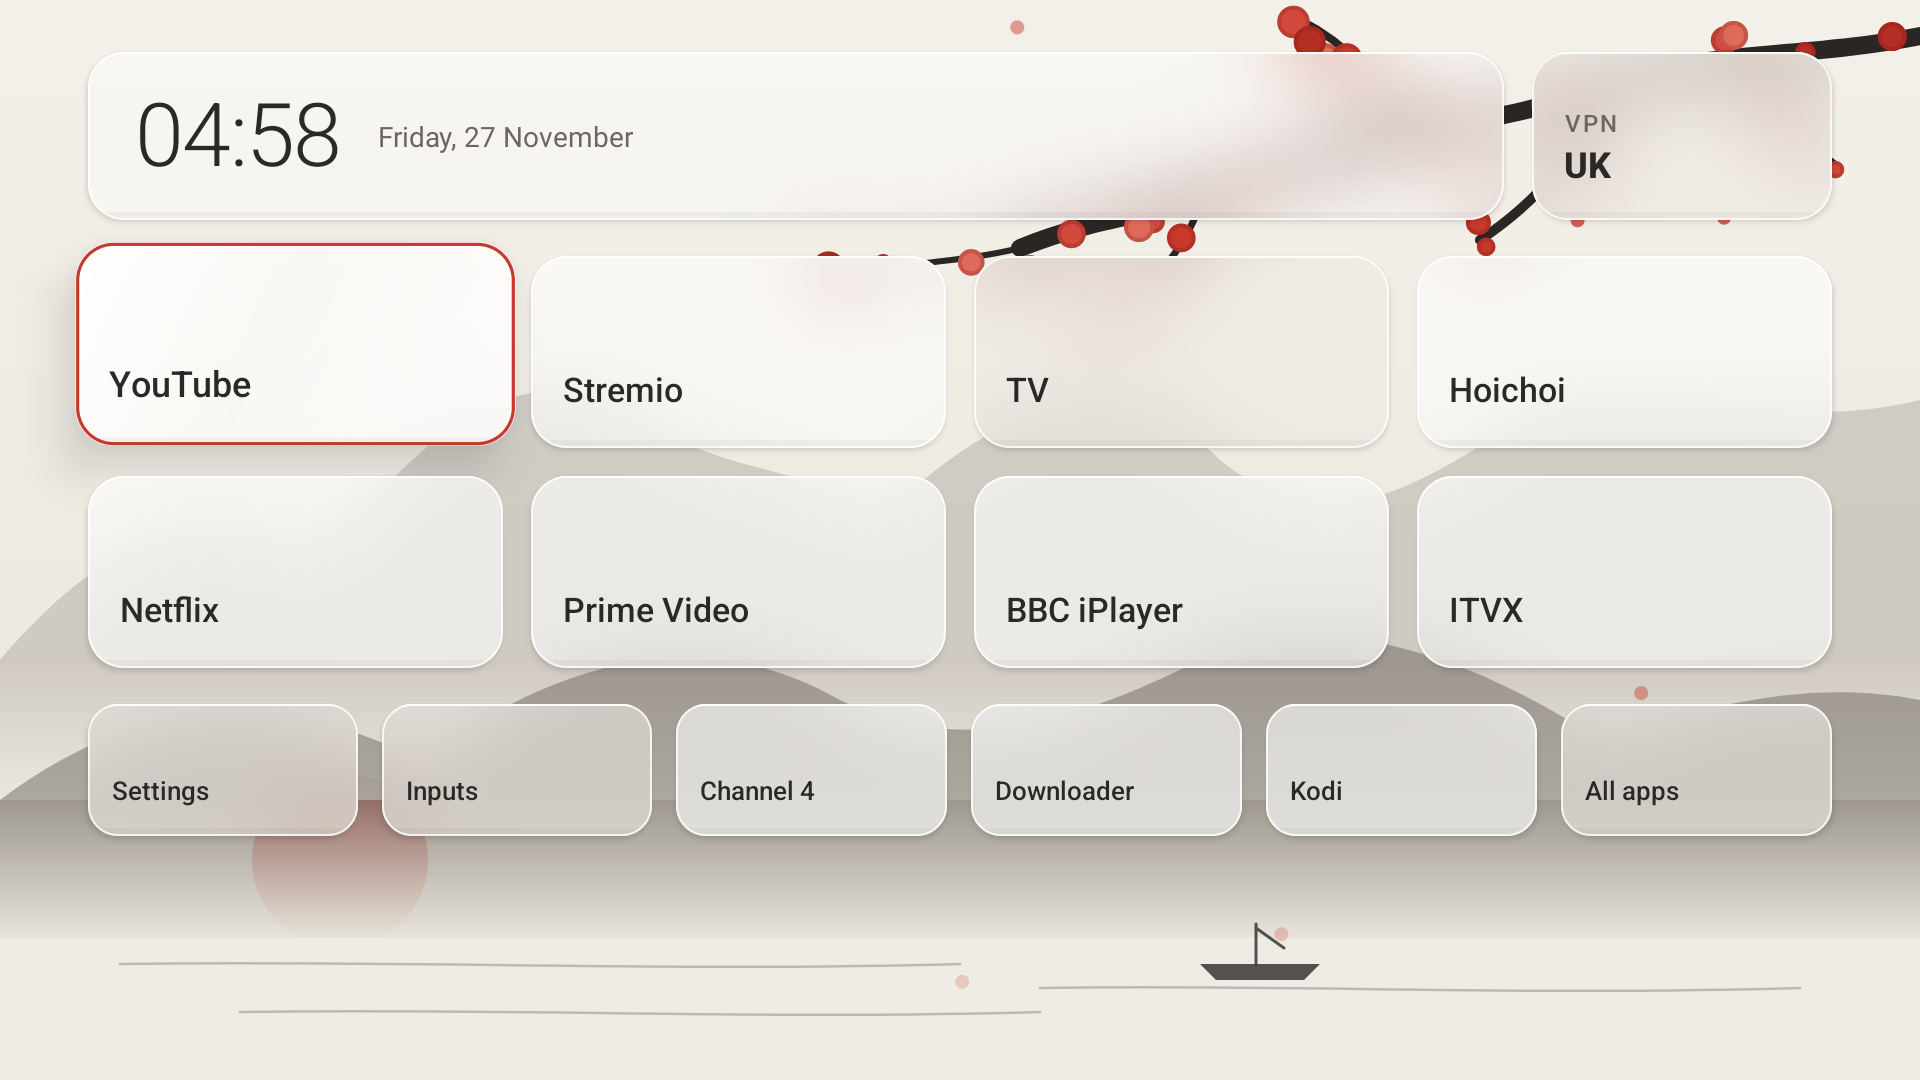 04:58
Friday, 27 November
VPN
UK
YouTube
Stremio
TV
Hoichoi
Netflix
Prime Video
BBC iPlayer
ITVX
Settings
Inputs
Channel 4
Downloader
Kodi
All apps